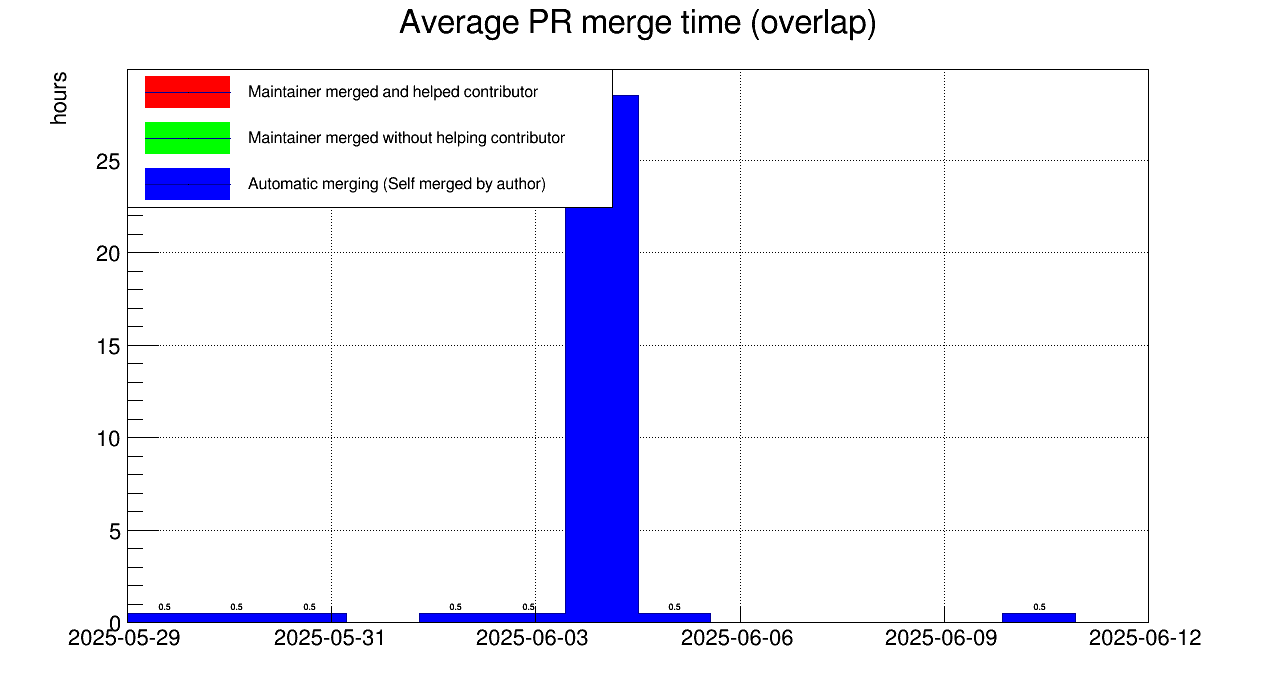 Average PR merge time (overlap)
hours
Maintainer merged and helped contributor
Maintainer merged without helping contributor
Automatic merging (Self merged by author)
25
20
15
10
5
0
0.5 0.5 0.5 0.5 0.5 0.5 0.5
2025-05-29 2025-05-31 2025-06-03 2025-06-06 2025-06-09 2025-06-12